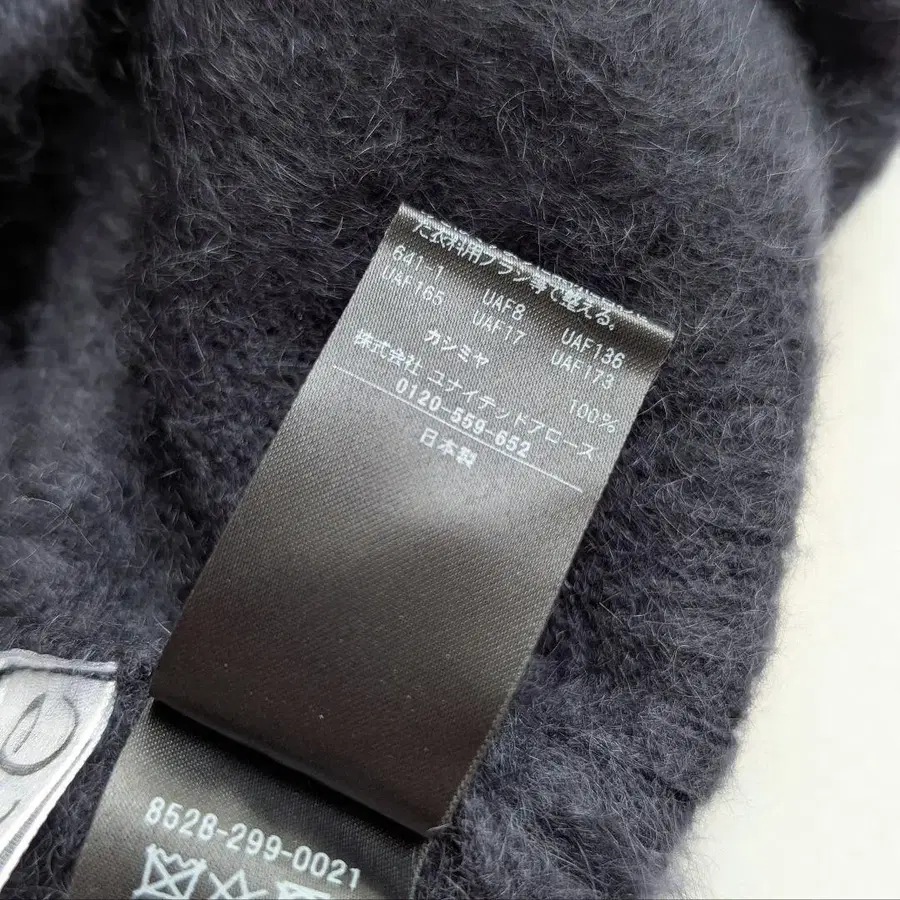 た衣料用ブラシ等で整える。
641-1 UAF8 UAF136
UAF165 UAF17 UAF173
カシミヤ 100%
株式会社 ユナイテッドアローズ
0120-559-652
日本製
852B-299-0021